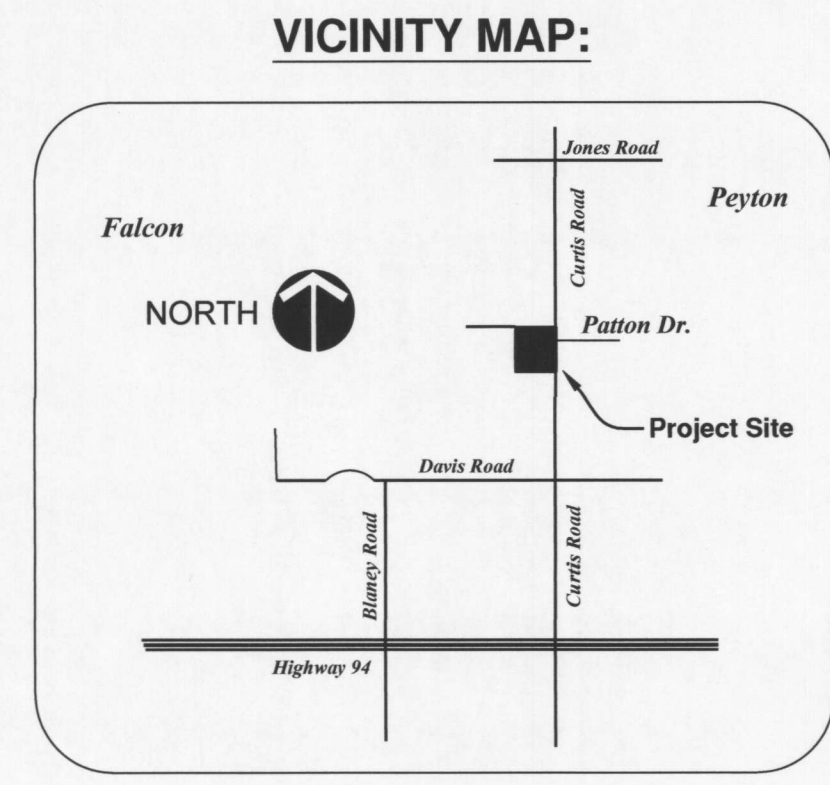 VICINITY MAP:
Jones Road
Peyton
Falcon
Curtis Road
NORTH
Patton Dr.
Project Site
Davis Road
Blaney Road
Curtis Road
Highway 94